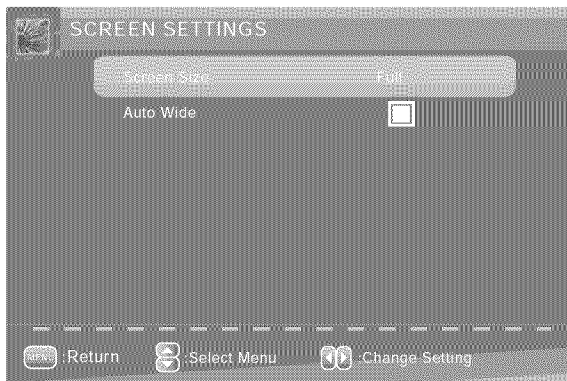 SCREEN SETTINGS
Screen Size Full
Auto Wide
MENU :Return :Select Menu :Change Setting